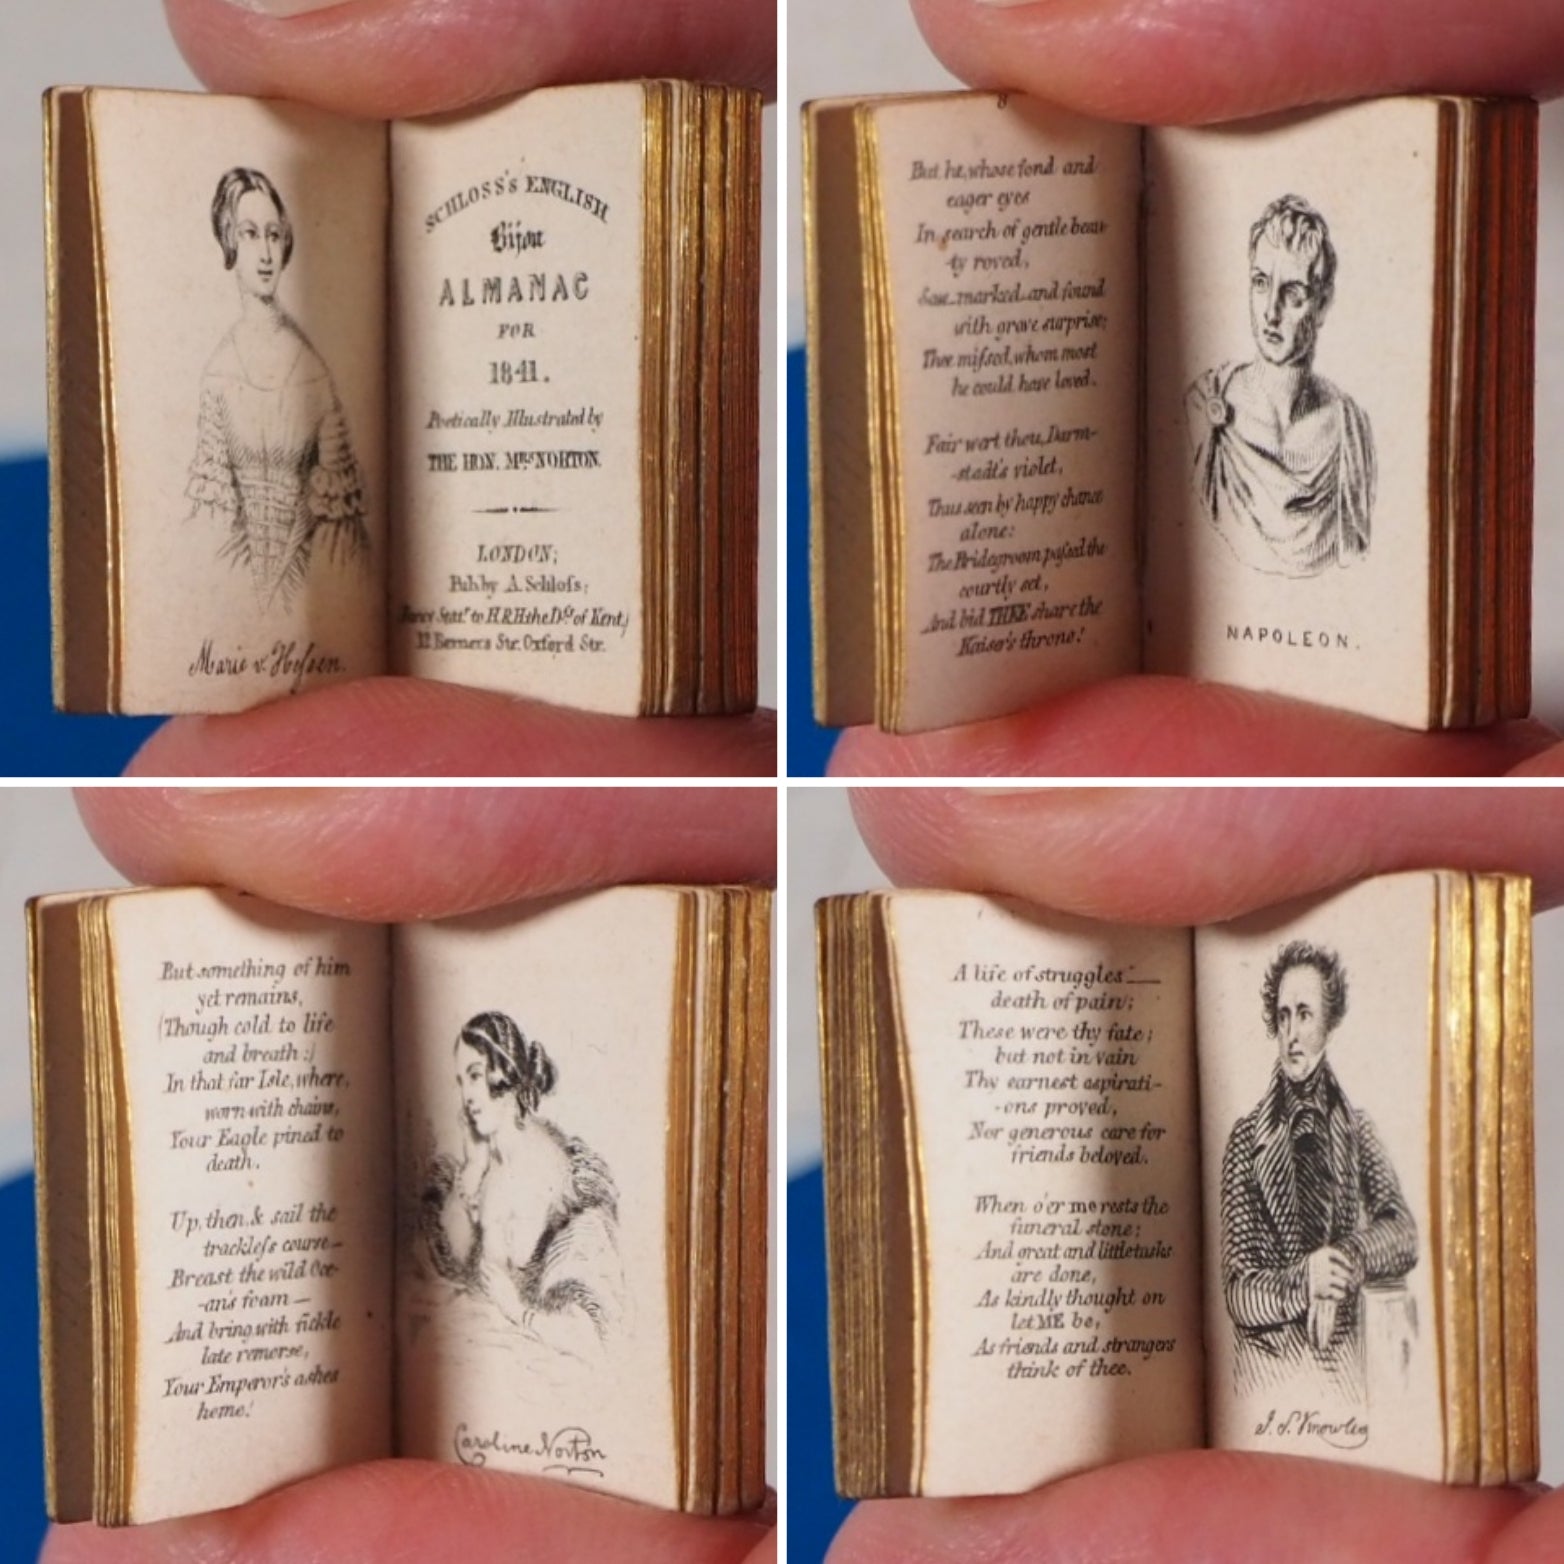 SCHLOSS'S ENGLISH
Bijou
ALMANAC
FOR
1841.
Poetically Illustrated by
THE HON. MRS NORTON.
LONDON;
Pub. by A. Schloſs;
to H.R.H the Ds. of Kent,)
12 Berners Str. Oxford Str.
Marie v. Heſsen.
8
But he, whose fond and
eager eyes
In search of gentle beau-
-ty roved,
Saw_marked_and found
with grave surprise;
Thee miſsed, whom most
he could have loved.
Fair wert thou, Darm-
-stadt's violet,
Thus seen by happy chance
alone:
The Bridegroom paſsed the
courtly set,
And bid THEE share the
Kaiser's throne!
NAPOLEON.
But something of him
yet remains,
(Though cold to life
and breath:)
In that far Isle, where,
worn with chains,
Your Eagle pined to
death.
Up, then, & sail the
trackleſs course—
Breast the wild Oce-
-an's foam—
And bring with fickle
late remorse,
Your Emperor's ashes
home!
Caroline Norton
A life of struggles—
death of pain;
These were thy fate;
but not in vain
Thy earnest aspirati-
-ons proved,
Nor generous care for
friends beloved.
When o'er me rests the
funeral stone;
And great and little tasks
are done,
As kindly thought on
let ME be,
As friends and strangers
think of thee.
J. S. Knowles